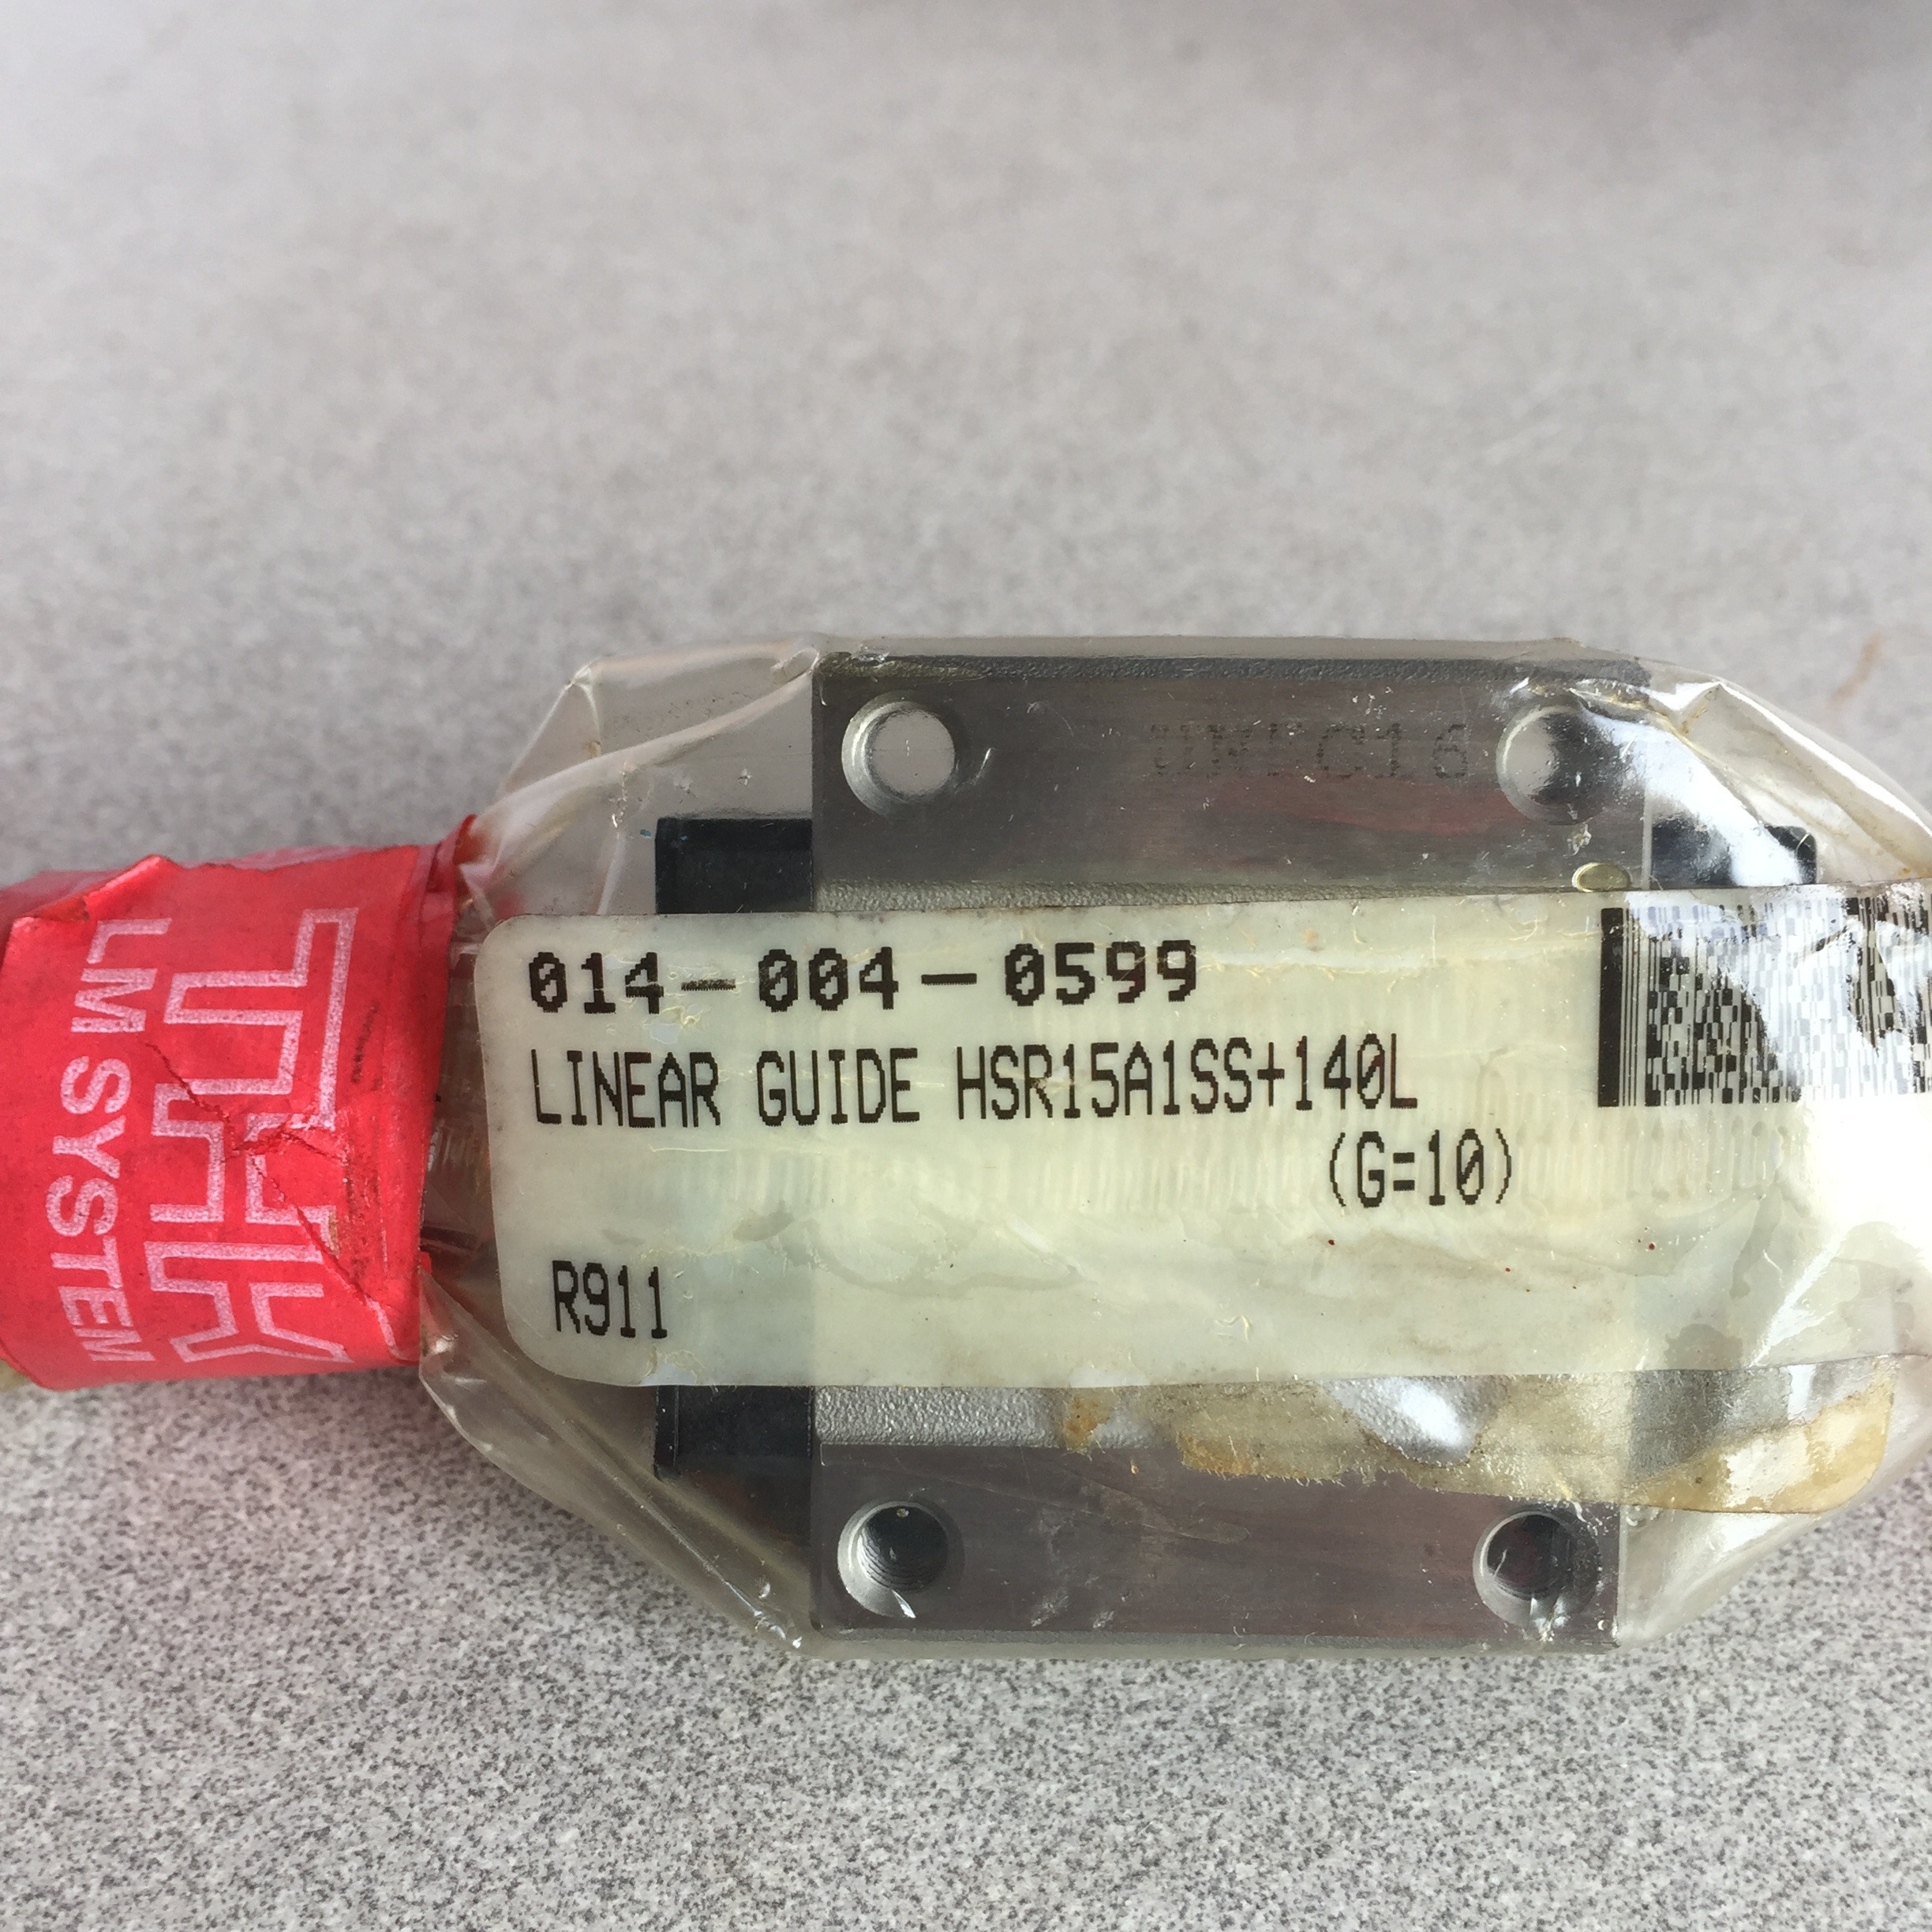 THK
LM SYSTEM
014-004-0599
LINEAR GUIDE HSR15A1SS+140L
(G=10)
R911